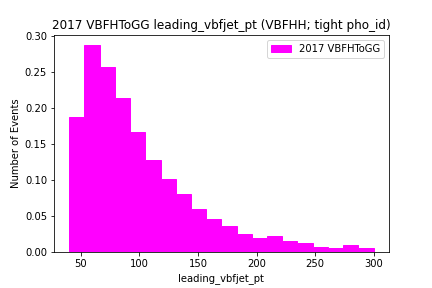 2017 VBFHToGG leading_vbfjet_pt (VBFHH; tight pho_id)
2017 VBFHToGG
Number of Events
0.30
0.25
0.20
0.15
0.10
0.05
0.00
50 100 150 200 250 300
leading_vbfjet_pt